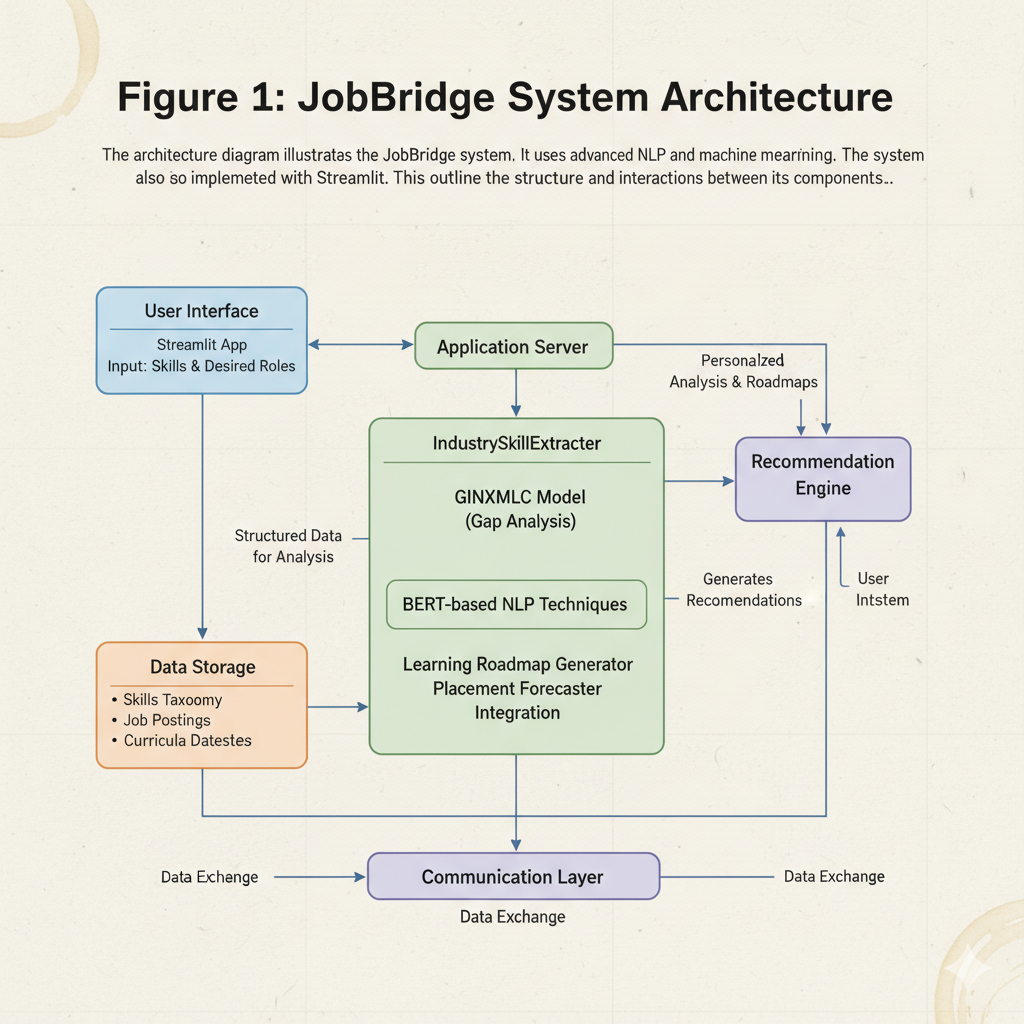 Figure 1: JobBridge System Architecture
The architecture diagram illustratas the JobBridge system. It uses advanced NLP and machine mearrining. The system
also so implemeted with Streamlit. This outline the structure and interactions between its components...
User Interface
Streamlit App
Input: Skills & Desired Roles
Application Server
Personalzed
Analysis & Roadmaps
IndustrySkillExtracter
GINXMLC Model
(Gap Analysis)
Recommendation
Engine
Structured Data
for Analysis
BERT-based NLP Techniques
Generates
Recomendations
User
Intstem
Learning Roadmap Generator
Placement Forecaster
Integration
Data Storage
• Skills Taxoomy
• Job Postings
• Curricula Datestes
Data Exhenge
Communication Layer
Data Exchange
Data Exchange